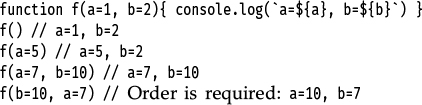 function f(a=1, b=2){ console.log(`a=${a}, b=${b}`) }
f() // a=1, b=2
f(a=5) // a=5, b=2
f(a=7, b=10) // a=7, b=10
f(b=10, a=7) // Order is required: a=10, b=7